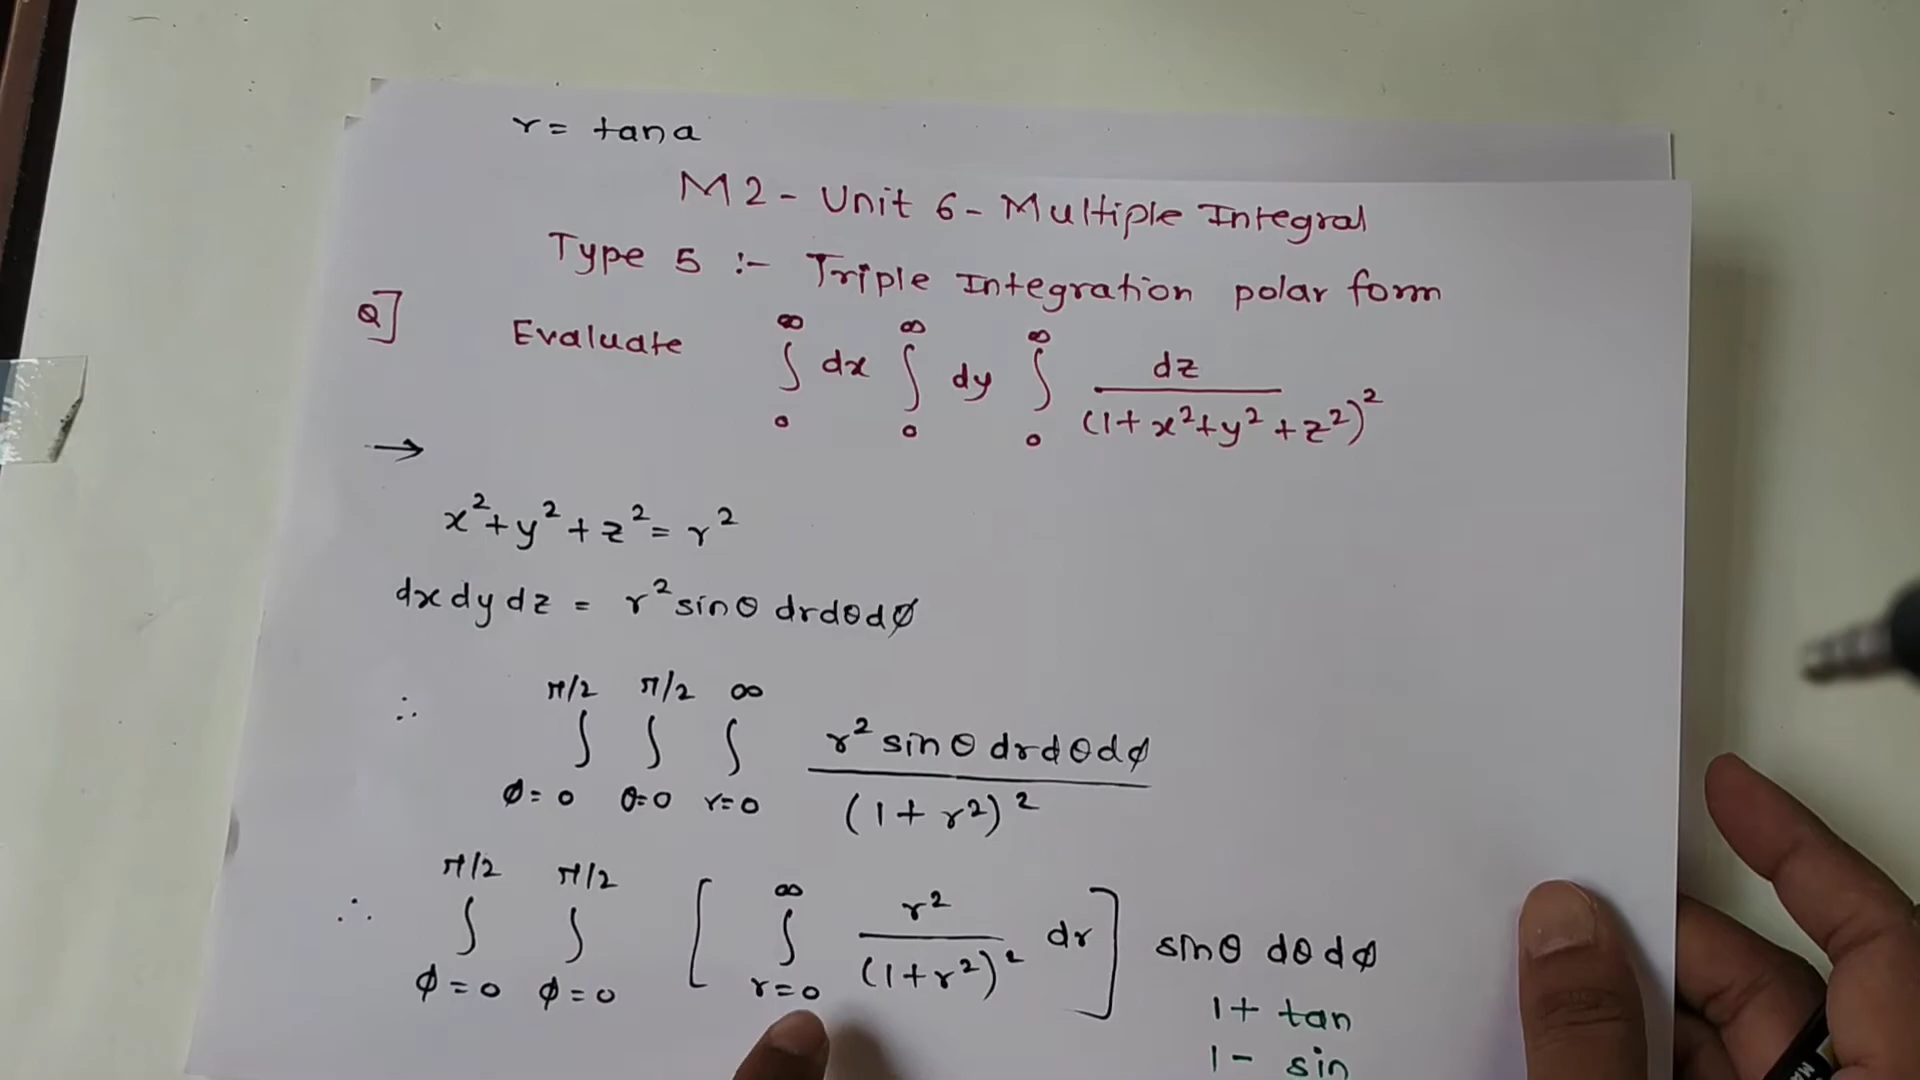 r = tan a
M2 - Unit 6 - Multiple Integral
Type 5 :- Triple Integration polar form
Q] Evaluate ∫₀^∞ dx ∫₀^∞ dy ∫₀^∞ dz / (1+x²+y²+z²)²
→
x²+y²+z² = r²
dx dy dz = r² sinθ dr dθ dφ
∴ ∫_{φ=0}^{π/2} ∫_{θ=0}^{π/2} ∫_{r=0}^{∞} r² sinθ dr dθ dφ / (1+r²)²
∴ ∫_{φ=0}^{π/2} ∫_{φ=0}^{π/2} [ ∫_{r=0}^{∞} r² / (1+r²)² dr ] sinθ dθ dφ
1+ tan
1- sin